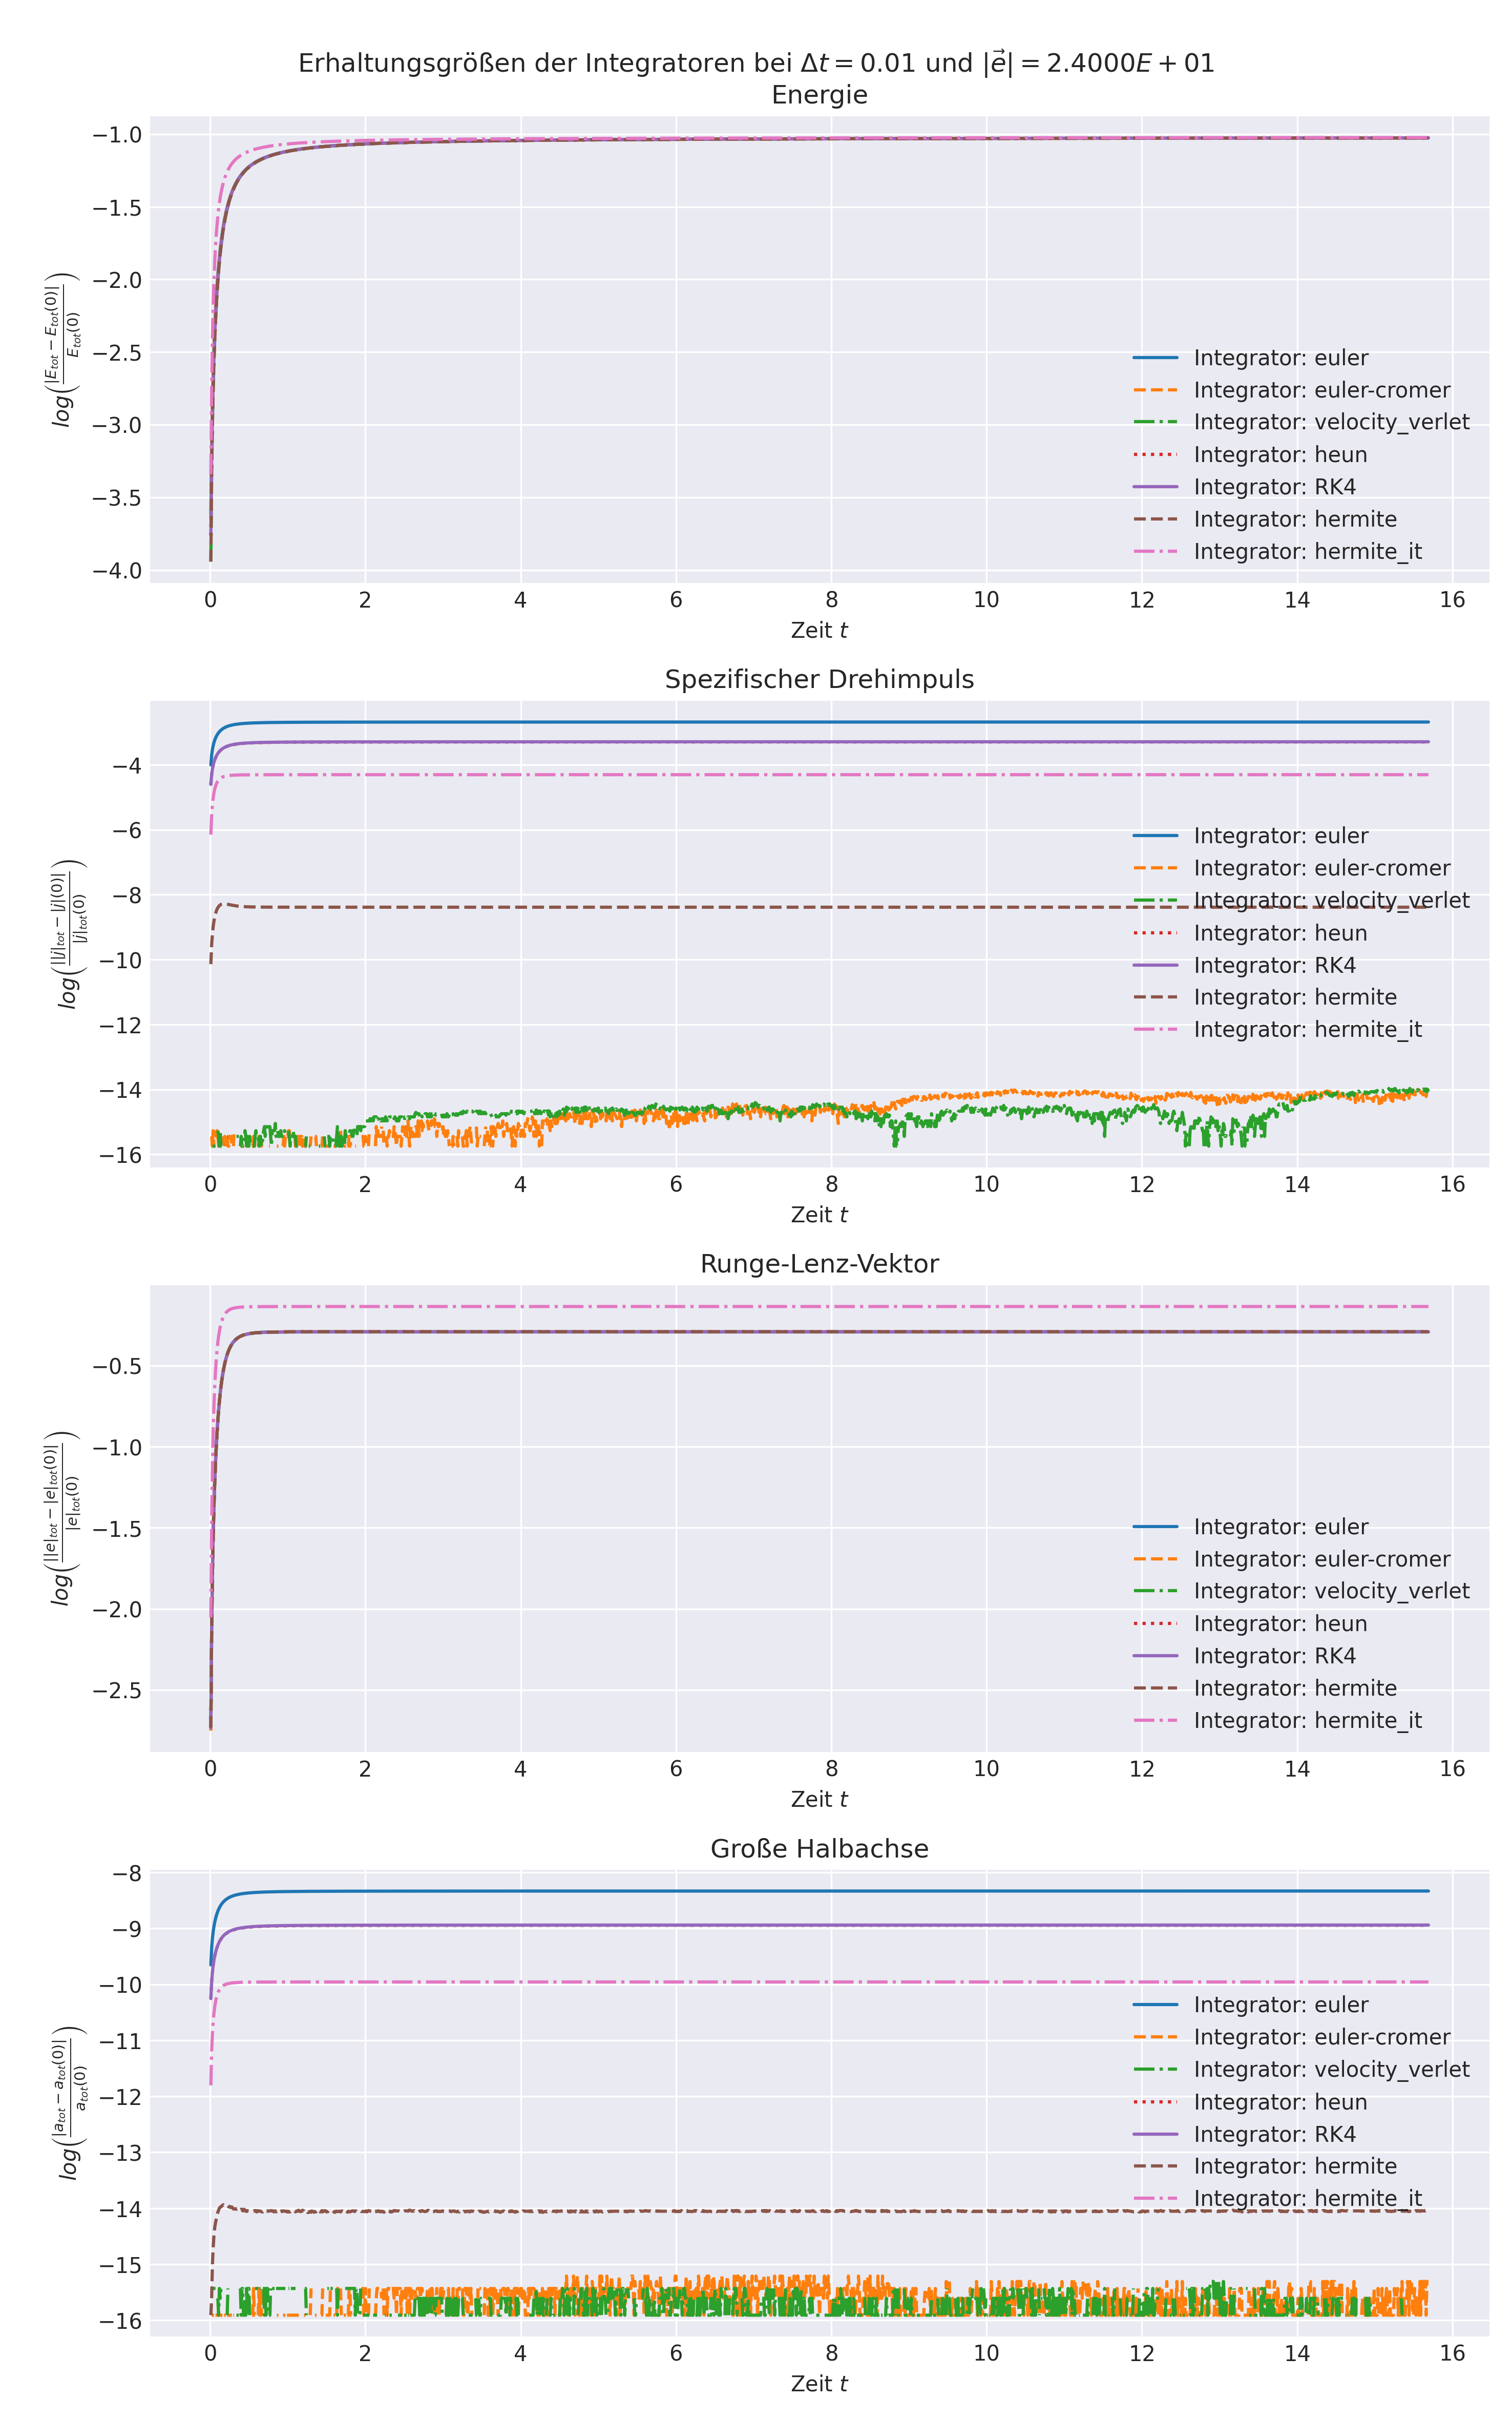 Erhaltungsgrößen der Integratoren bei Δt = 0.01 und |e⃗| = 2.4000E + 01
Energie
−1.0
−1.5
−2.0
−2.5
−3.0
−3.5
−4.0
log(|E_tot − E_tot(0)| / E_tot(0))
Integrator: euler
Integrator: euler-cromer
Integrator: velocity_verlet
Integrator: heun
Integrator: RK4
Integrator: hermite
Integrator: hermite_it
0 2 4 6 8 10 12 14 16
Zeit t
Spezifischer Drehimpuls
−4
−6
−8
−10
−12
−14
−16
log(||j|_tot − |j|(0)| / |j|_tot(0))
Integrator: euler
Integrator: euler-cromer
Integrator: velocity_verlet
Integrator: heun
Integrator: RK4
Integrator: hermite
Integrator: hermite_it
0 2 4 6 8 10 12 14 16
Zeit t
Runge-Lenz-Vektor
−0.5
−1.0
−1.5
−2.0
−2.5
log(||e|_tot − |e|_tot(0)| / |e|_tot(0))
Integrator: euler
Integrator: euler-cromer
Integrator: velocity_verlet
Integrator: heun
Integrator: RK4
Integrator: hermite
Integrator: hermite_it
0 2 4 6 8 10 12 14 16
Zeit t
Große Halbachse
−8
−9
−10
−11
−12
−13
−14
−15
−16
log(|a_tot − a_tot(0)| / a_tot(0))
Integrator: euler
Integrator: euler-cromer
Integrator: velocity_verlet
Integrator: heun
Integrator: RK4
Integrator: hermite
Integrator: hermite_it
0 2 4 6 8 10 12 14 16
Zeit t